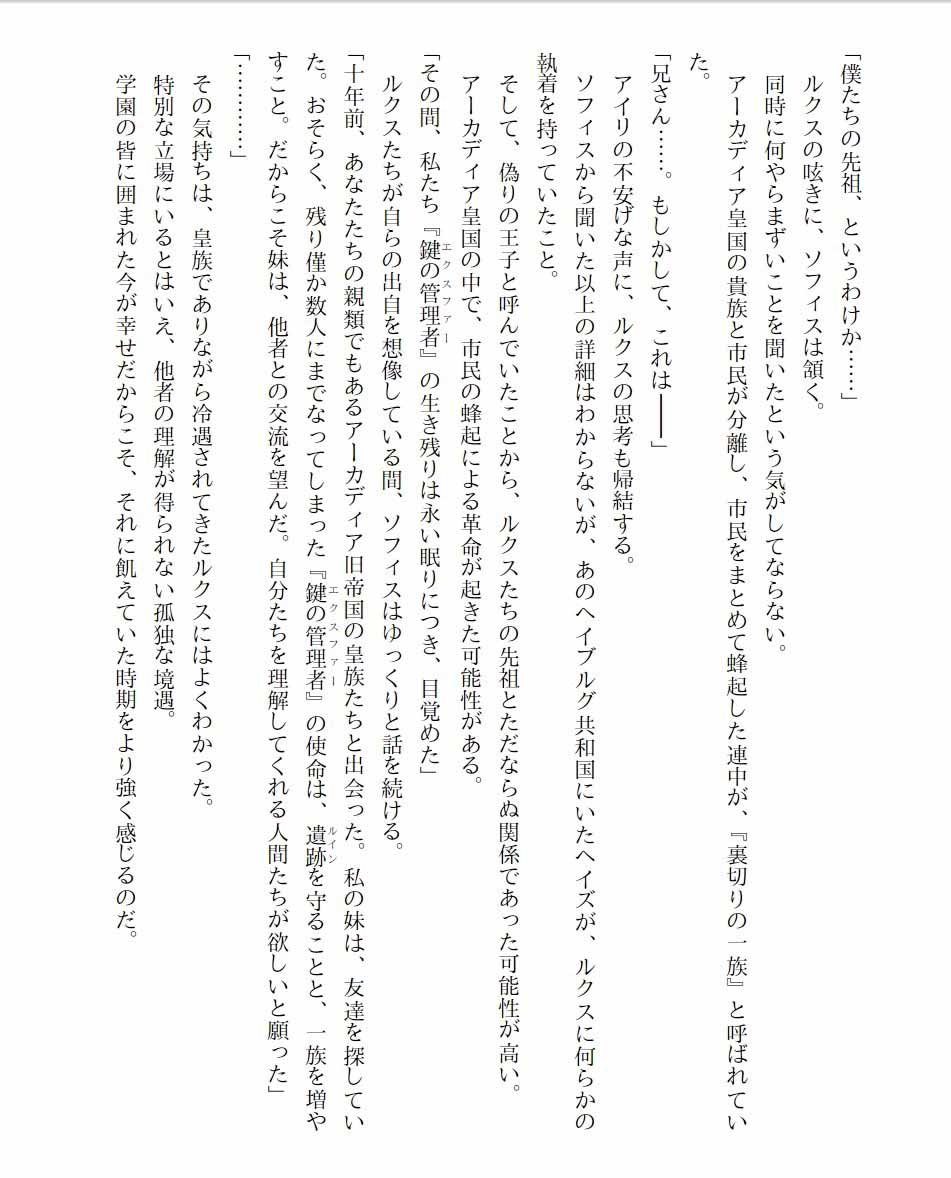 「僕たちの先祖、というわけか……」
ルクスの呟きに、ソフィスは頷く。
同時に何やらまずいことを聞いたという気がしてならない。
アーカディア皇国の貴族と市民が分離し、市民をまとめて蜂起した連中が、『裏切りの一族』と呼ばれてい
た。
「兄さん……。もしかして、これは――」
アイリの不安げな声に、ルクスの思考も帰結する。
ソフィスから聞いた以上の詳細はわからないが、あのヘイブルグ共和国にいたヘイズが、ルクスに何らかの
執着を持っていたこと。
そして、偽りの王子と呼んでいたことから、ルクスたちの先祖とただならぬ関係であった可能性が高い。
アーカディア皇国の中で、市民の蜂起による革命が起きた可能性がある。
「その間、私たち『鍵の管理者』の生き残りは永い眠りにつき、目覚めた」
エクスファー
ルクスたちが自らの出自を想像している間、ソフィスはゆっくりと話を続ける。
「十年前、あなたたちの親類でもあるアーカディア旧帝国の皇族たちと出会った。私の妹は、友達を探してい
た。おそらく、残り僅か数人にまでなってしまった『鍵の管理者』の使命は、遺跡を守ることと、一族を増や
エクスファー
ルイン
すこと。だからこそ妹は、他者との交流を望んだ。自分たちを理解してくれる人間たちが欲しいと願った」
「…………」
その気持ちは、皇族でありながら冷遇されてきたルクスにはよくわかった。
特別な立場にいるとはいえ、他者の理解が得られない孤独な境遇。
学園の皆に囲まれた今が幸せだからこそ、それに飢えていた時期をより強く感じるのだ。